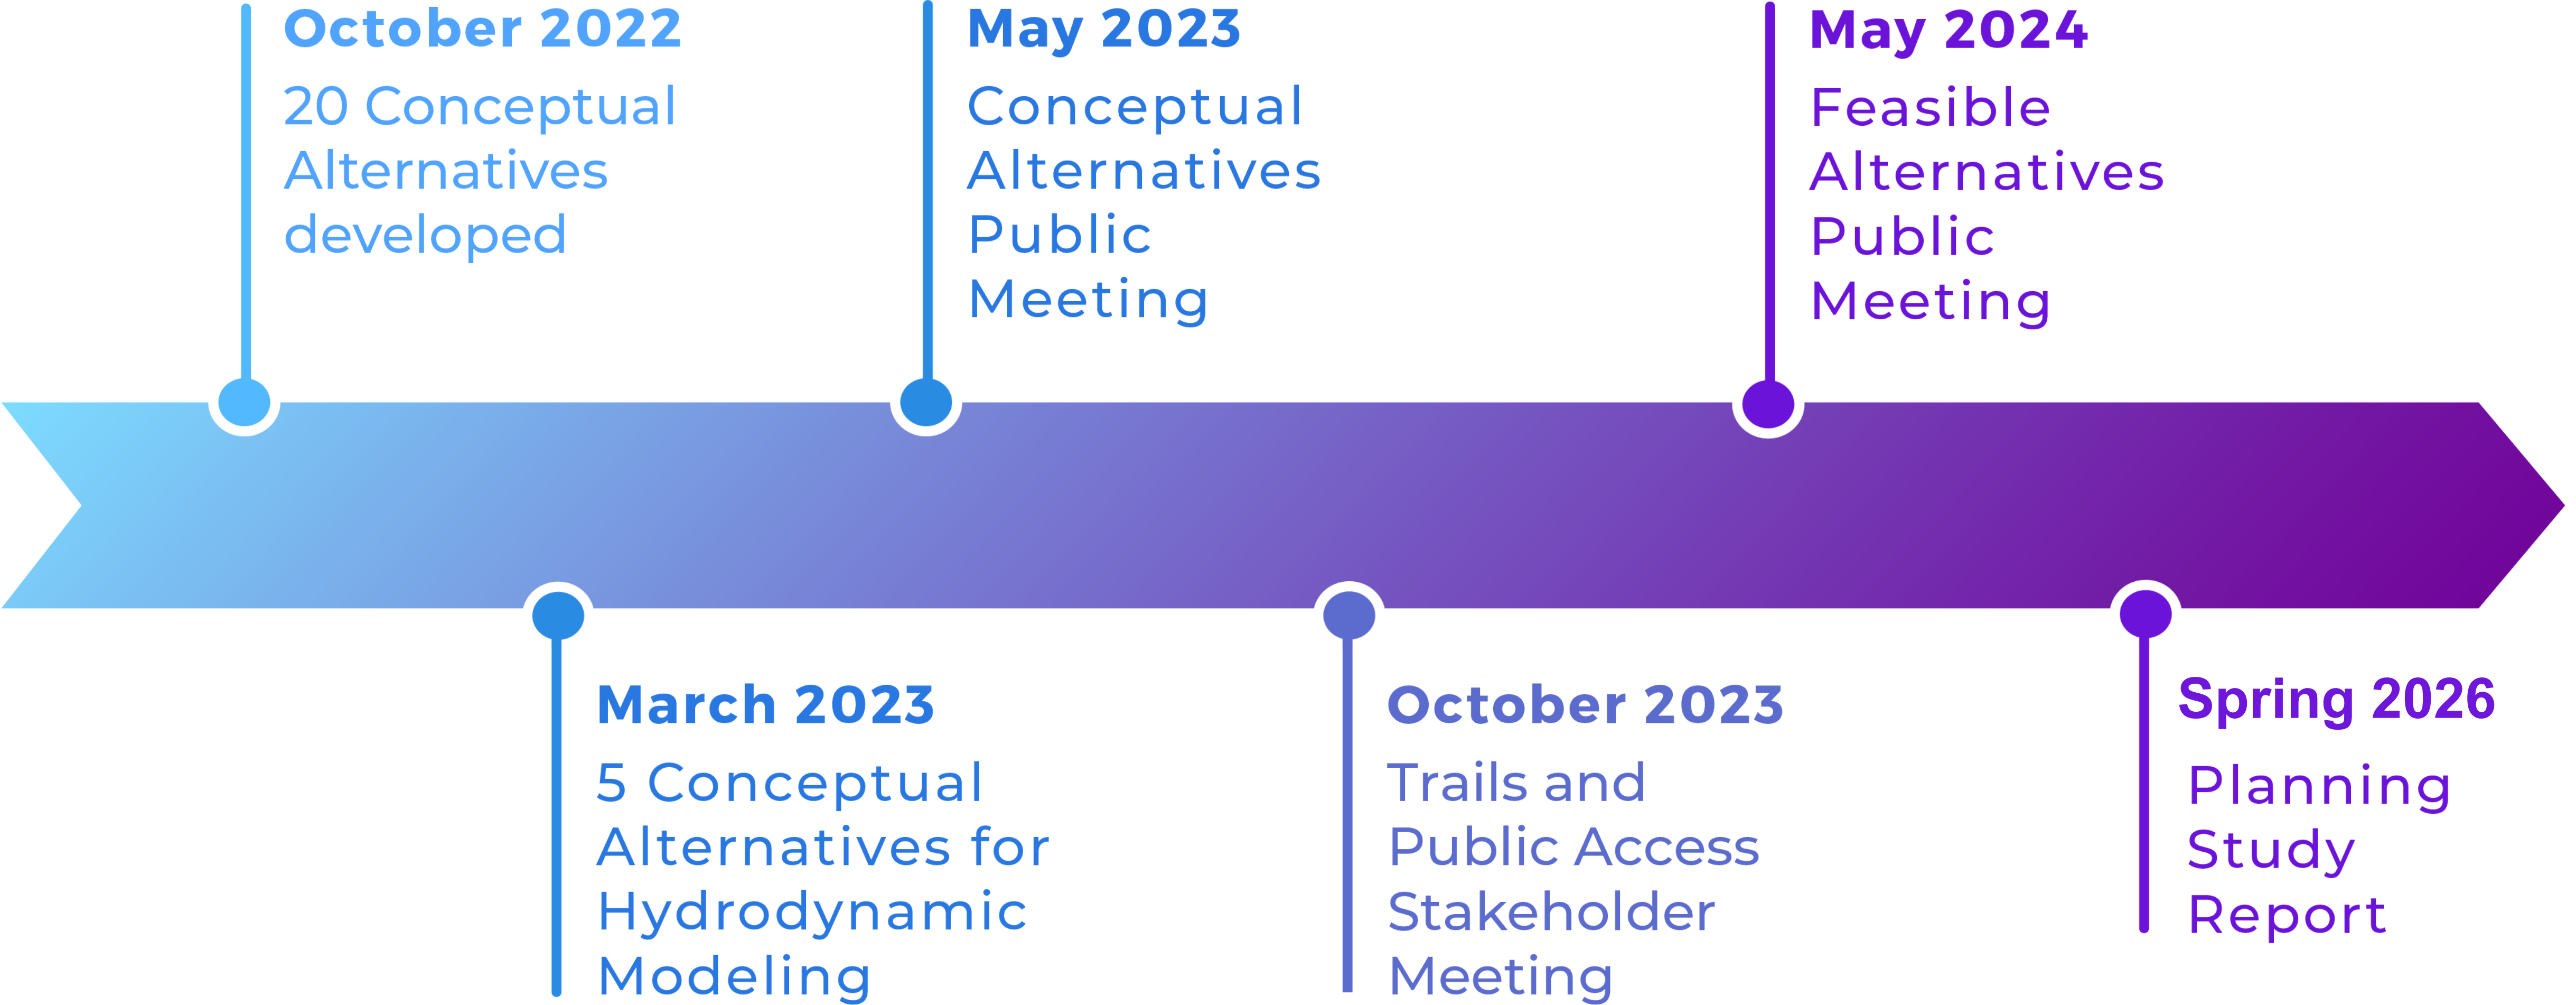 October 2022
20 Conceptual
Alternatives
developed
May 2023
Conceptual
Alternatives
Public
Meeting
May 2024
Feasible
Alternatives
Public
Meeting
March 2023
5 Conceptual
Alternatives for
Hydrodynamic
Modeling
October 2023
Trails and
Public Access
Stakeholder
Meeting
Spring 2026
Planning
Study
Report